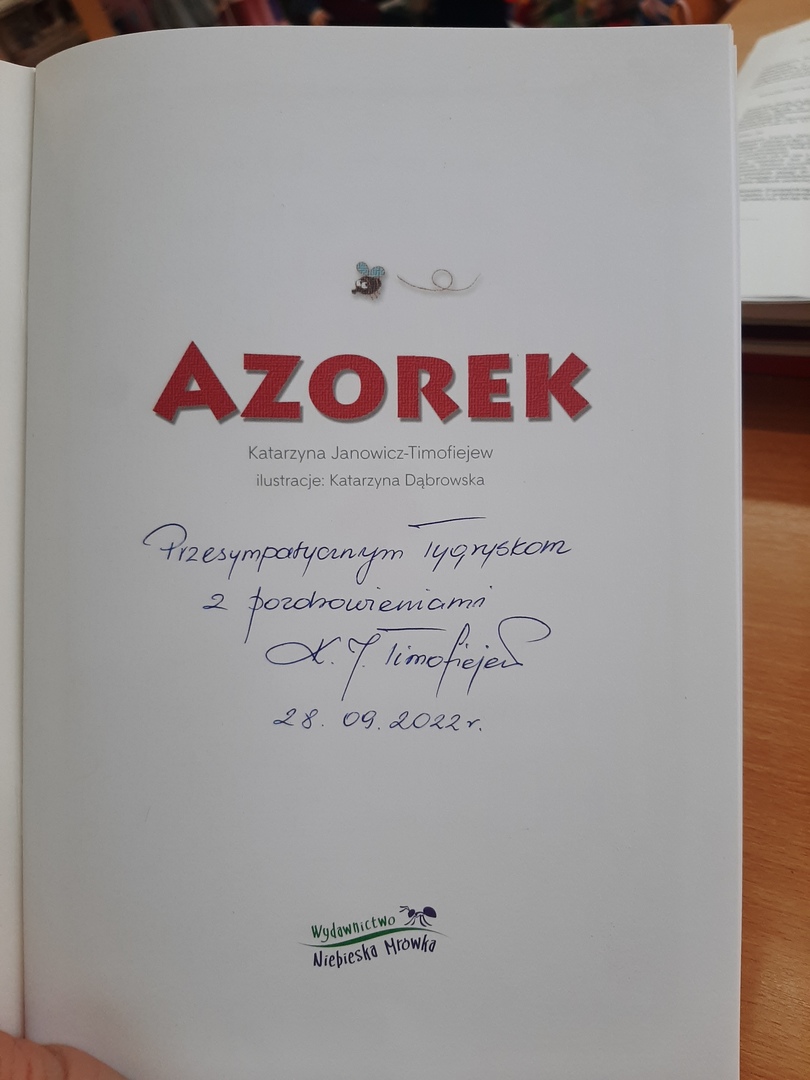 AZOREK
Katarzyna Janowicz-Timofiejew
ilustracje: Katarzyna Dąbrowska
Przesympatycznym Tygryskom
z pozdrowieniami
K. J. Timofiejew
28. 09. 2022 r.
Wydawnictwo
Niebieska Mrówka